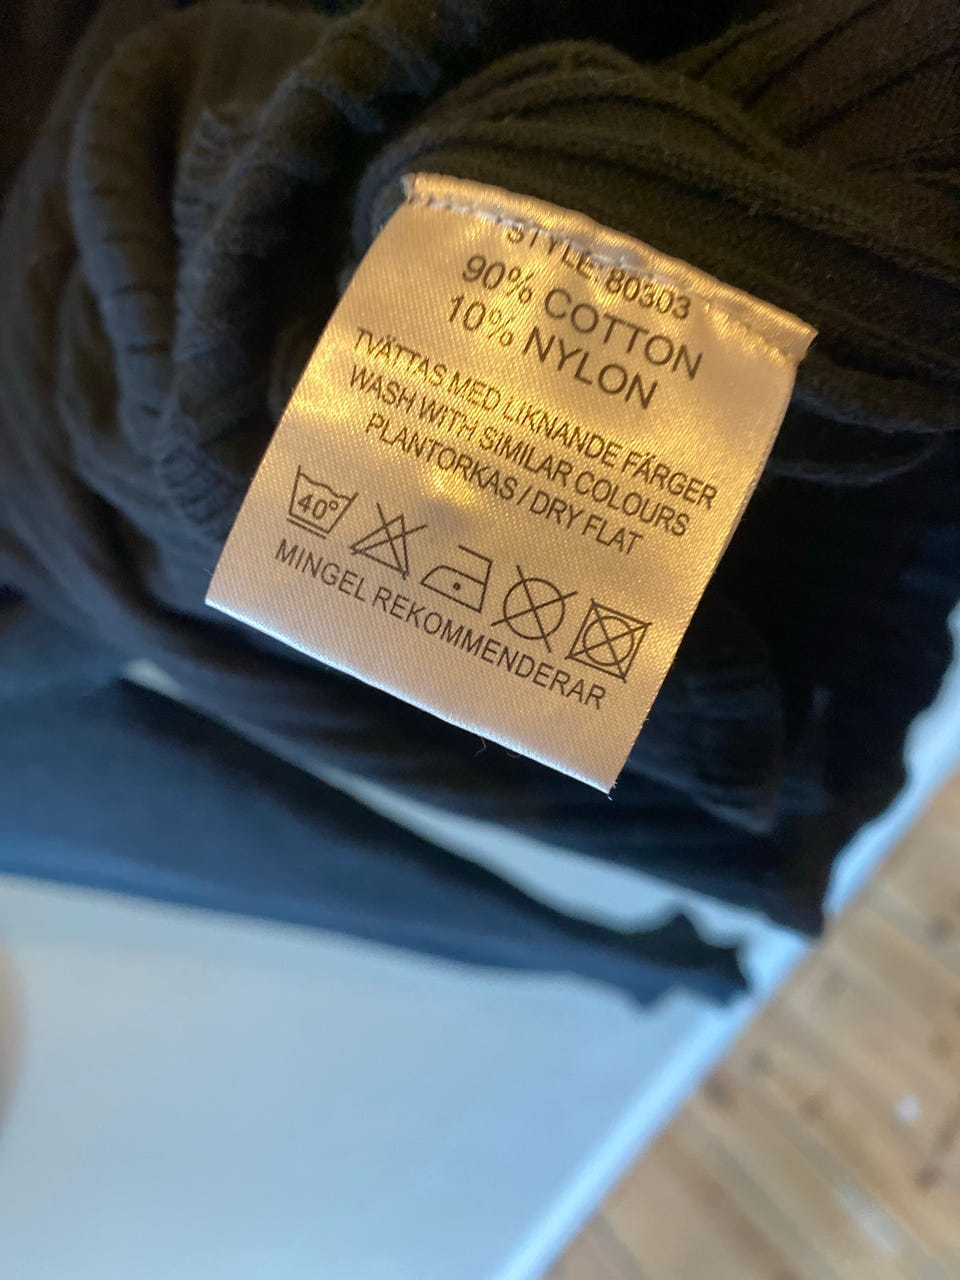 STYLE: 80303
90% COTTON
10% NYLON
TVÄTTAS MED LIKNANDE FÄRGER
WASH WITH SIMILAR COLOURS
PLANTORKAS / DRY FLAT
40°
MINGEL REKOMMENDERAR